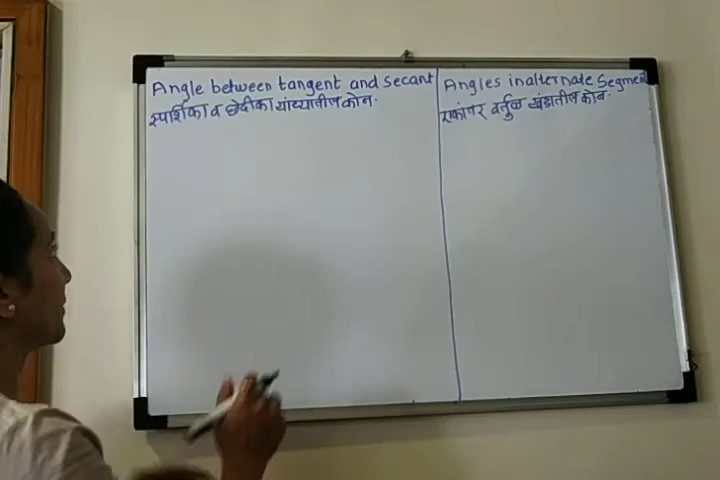 Angle between tangent and secant
स्पर्शिका व छेदीका यांच्यातील कोन.
Angles in alternate Segment
एकांतर वर्तुळ खंडातील कोन.